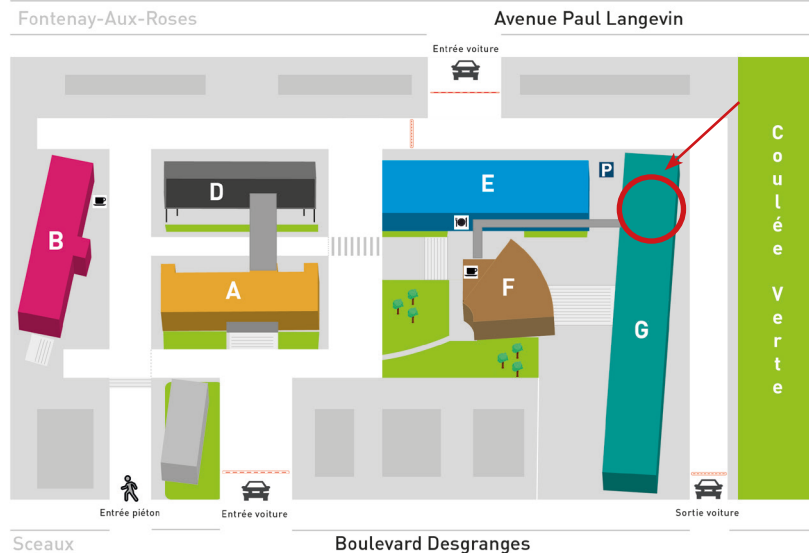 Fontenay-Aux-Roses
Avenue Paul Langevin
Entrée voiture
P
D
E
B
A
F
G
Coulée Verte
Entrée piéton
Entrée voiture
Sortie voiture
Sceaux
Boulevard Desgranges